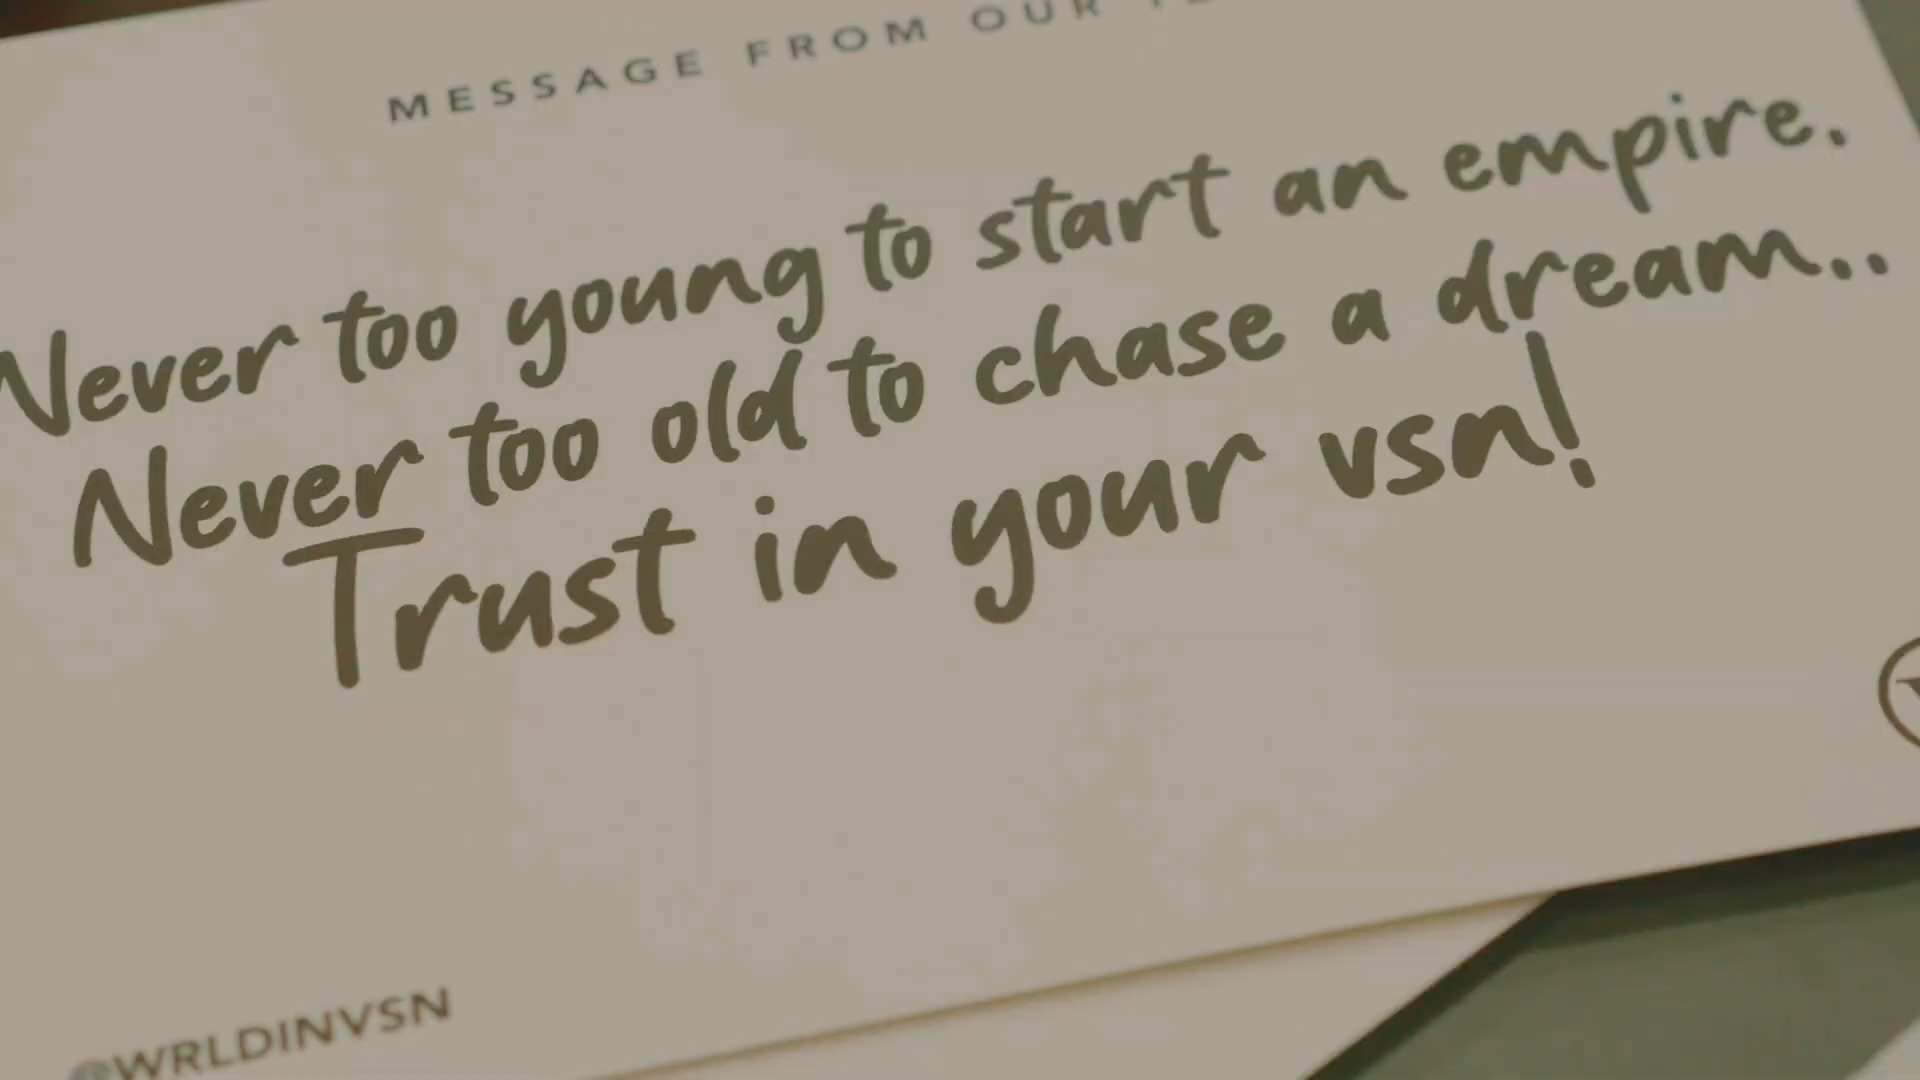 MESSAGE FROM OUR
Never too young to start an empire.
Never too old to chase a dream..
Trust in your vsn!
@WRLDINVSN